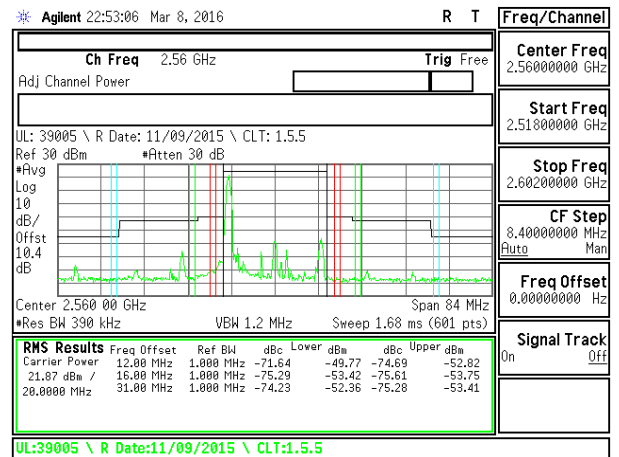 Agilent 22:53:06 Mar 8, 2016 R T
Freq/Channel
Ch Freq 2.56 GHz Trig Free
Adj Channel Power
UL: 39005 \ R Date: 11/09/2015 \ CLT: 1.5.5
Ref 30 dBm #Atten 30 dB
#Avg
Log
10
dB/
Offst
10.4
dB
Center 2.560 00 GHz Span 84 MHz
#Res BW 390 kHz VBW 1.2 MHz Sweep 1.68 ms (601 pts)
RMS Results Freq Offset Ref BW dBc Lower dBm dBc Upper dBm
Carrier Power 12.00 MHz 1.000 MHz -71.64 -49.77 -74.69 -52.82
21.87 dBm / 16.00 MHz 1.000 MHz -75.29 -53.42 -75.61 -53.75
20.0000 MHz 31.00 MHz 1.000 MHz -74.23 -52.36 -75.28 -53.41
UL:39005 \ R Date:11/09/2015 \ CLT:1.5.5
Center Freq
2.56000000 GHz
Start Freq
2.51800000 GHz
Stop Freq
2.60200000 GHz
CF Step
8.40000000 MHz
Auto Man
Freq Offset
0.00000000 Hz
Signal Track
On Off